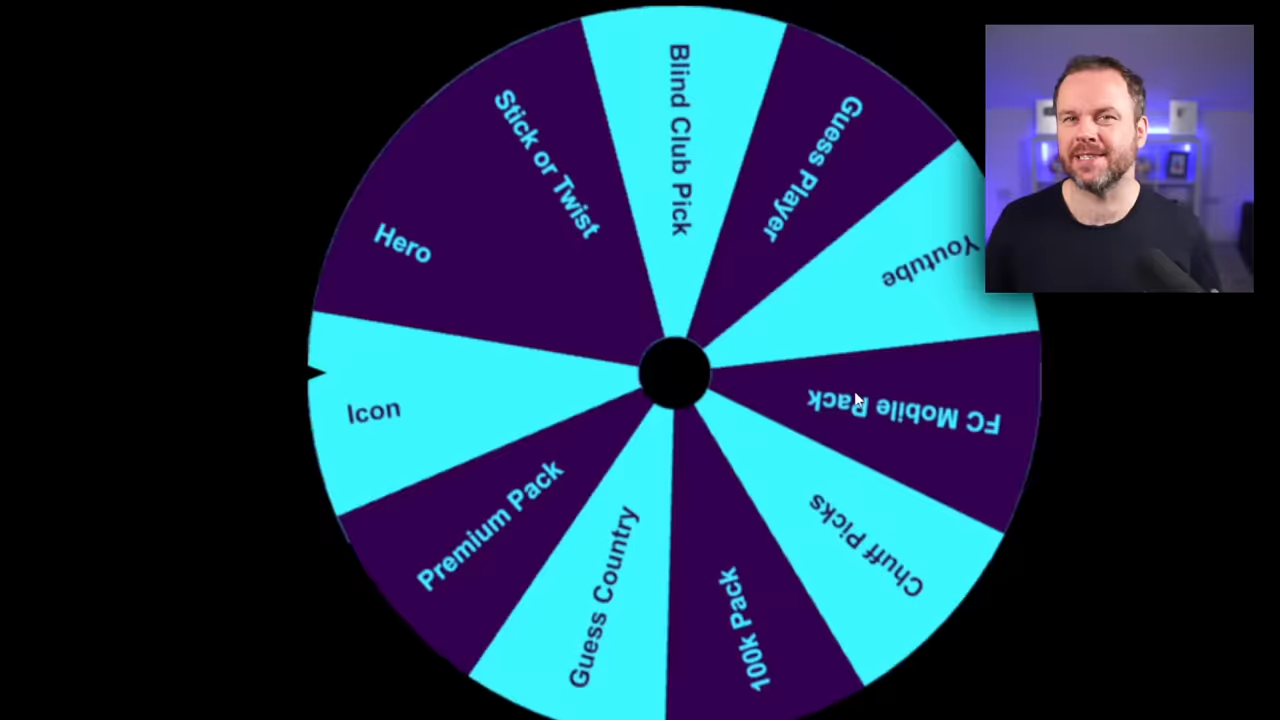 Blind Club Pick
Guess Player
Youtube
FC Mobile Pack
Chuff Picks
100k Pack
Guess Country
Premium Pack
Icon
Hero
Stick or Twist